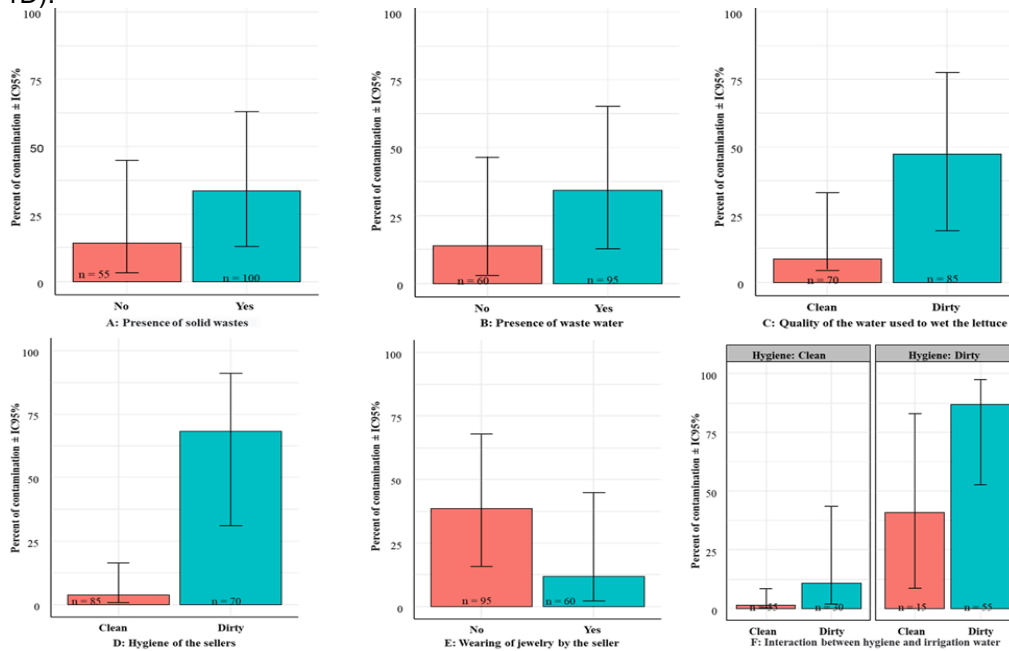 1D).
100
75
50
25
0
Percent of contamination ± IC95%
n = 55
n = 100
No Yes
A: Presence of solid wastes
100
75
50
25
0
Percent of contamination ± IC95%
n = 60
n = 95
No Yes
B: Presence of waste water
100
75
50
25
0
Percent of contamination ± IC95%
n = 70
n = 85
Clean Dirty
C: Quality of the water used to wet the lettuce
100
75
50
25
0
Percent of contamination ± IC95%
n = 85
n = 70
Clean Dirty
D: Hygiene of the sellers
100
75
50
25
0
Percent of contamination ± IC95%
n = 95
n = 60
No Yes
E: Wearing of jewelry by the seller
Hygiene: Clean Hygiene: Dirty
100
75
50
25
0
Percent of contamination ± IC95%
n = 55
n = 30
n = 15
n = 55
Clean Dirty Clean Dirty
F: Interaction between hygiene and irrigation water